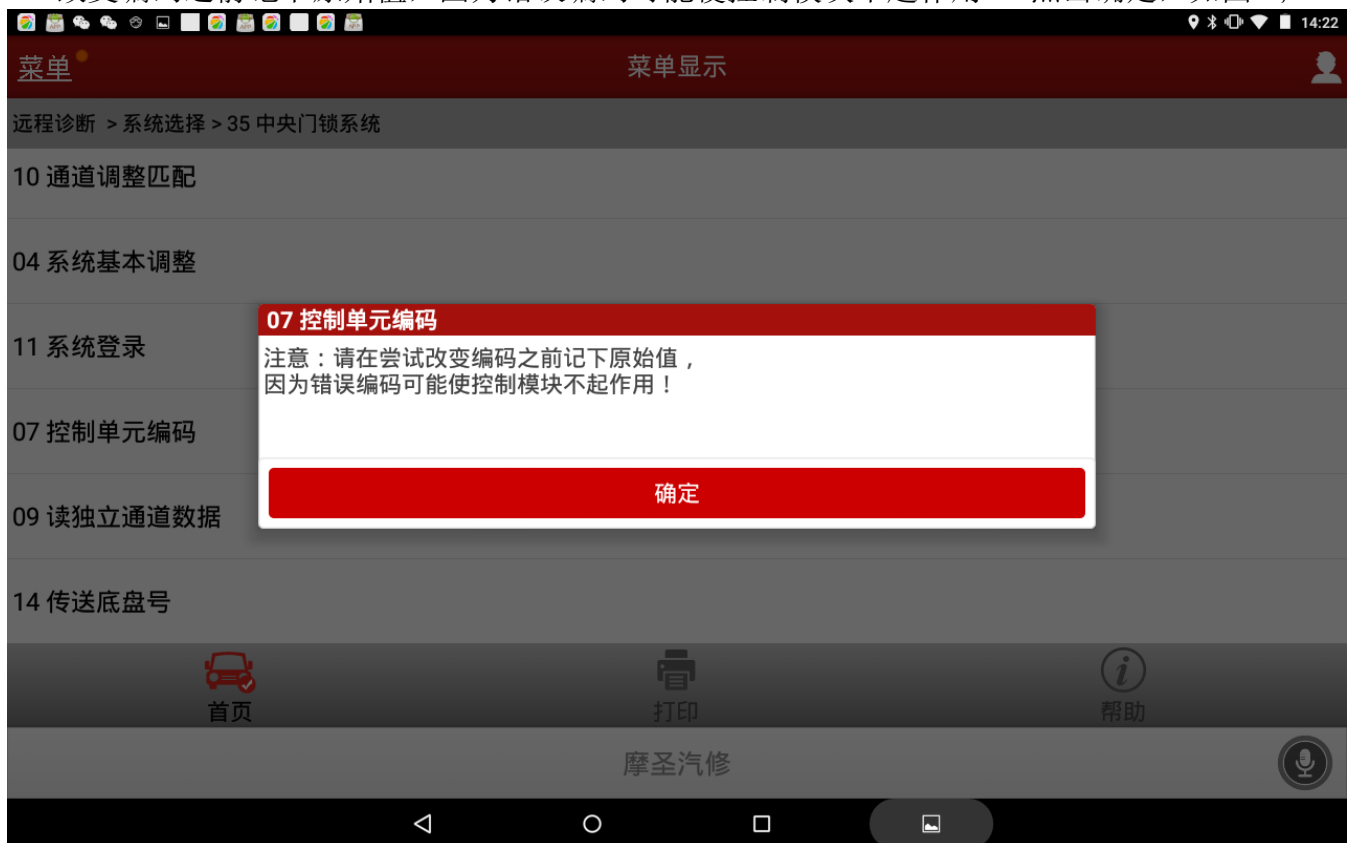 14:22
菜单
菜单显示
远程诊断 > 系统选择 > 35 中央门锁系统
10 通道调整匹配
04 系统基本调整
07 控制单元编码
注意：请在尝试改变编码之前记下原始值，
因为错误编码可能使控制模块不起作用！
确定
11 系统登录
07 控制单元编码
09 读独立通道数据
14 传送底盘号
首页
打印
帮助
摩圣汽修